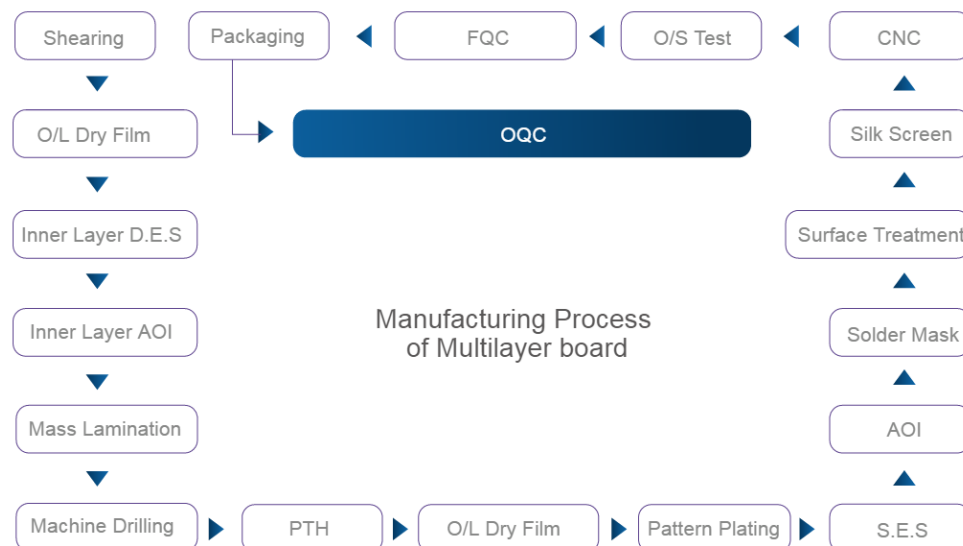 Shearing
Packaging
FQC
O/S Test
CNC
O/L Dry Film
OQC
Silk Screen
Inner Layer D.E.S
Surface Treatment
Inner Layer AOI
Manufacturing Process
of Multilayer board
Solder Mask
Mass Lamination
AOI
Machine Drilling
PTH
O/L Dry Film
Pattern Plating
S.E.S